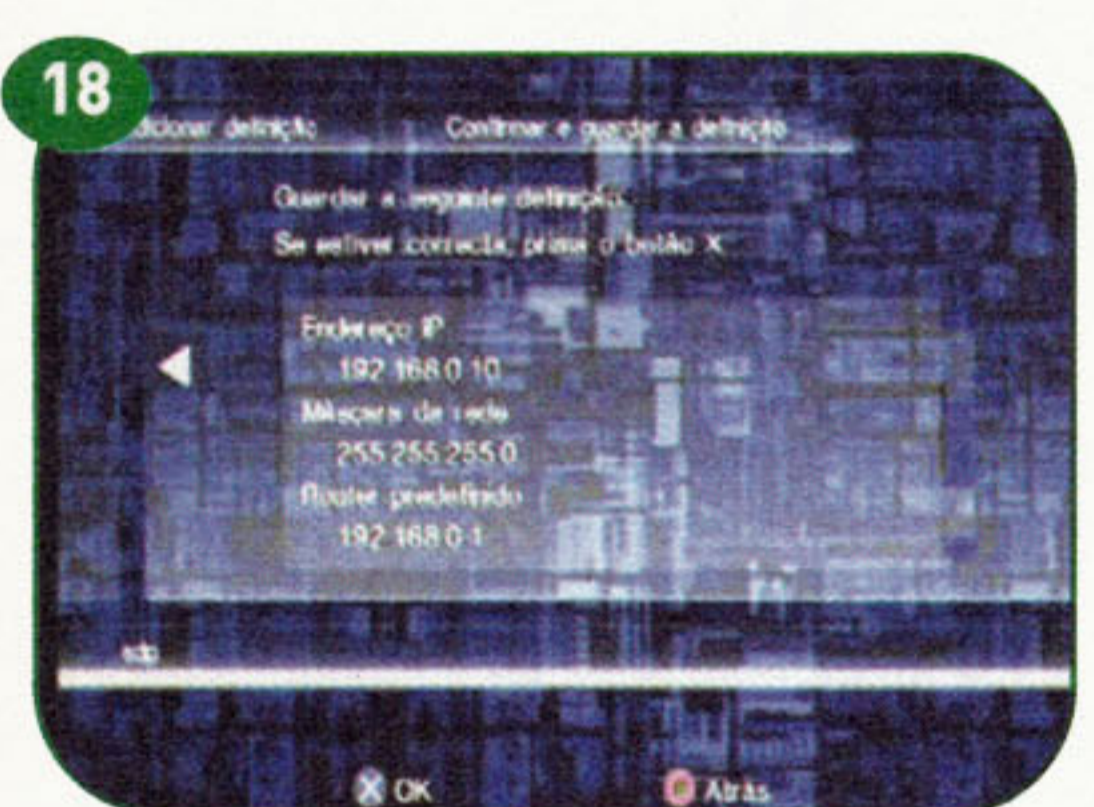 18
dicionar definição Confirmar e guardar a definição
Guardar a seguinte definição.
Se estiver correcta, prima o botão X
Endereço IP
192 168 0 10
Máscara de rede
255 255 255 0
Router predefinido
192 168 0 1
OK Atrás